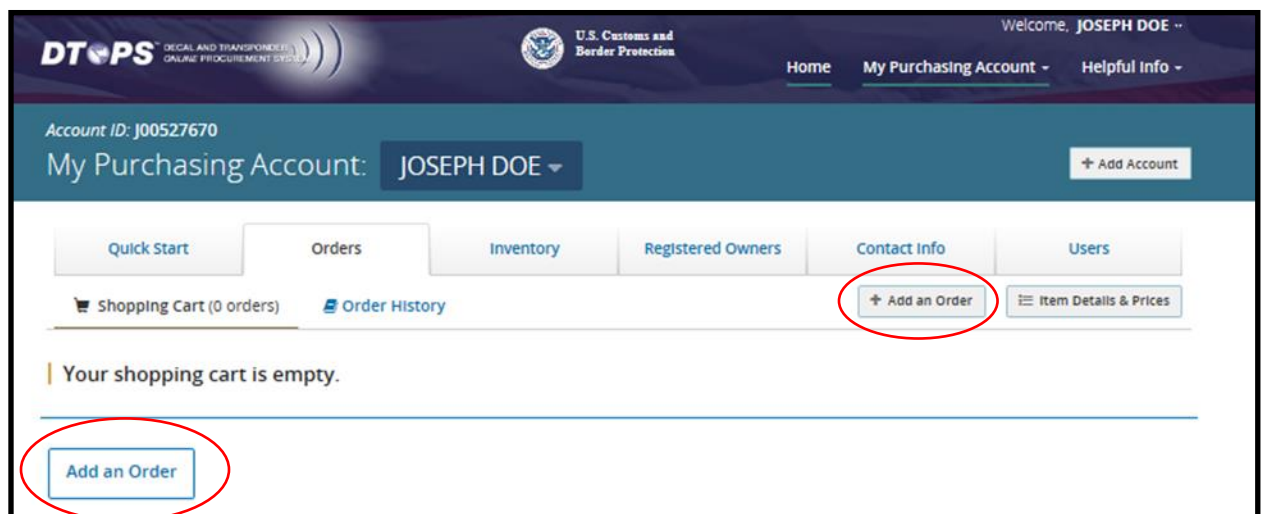 Welcome, JOSEPH DOE
DTOPS DECAL AND TRANSPONDER
ONLINE PROCUREMENT SYSTEM
U.S. Customs and
Border Protection
Home My Purchasing Account Helpful Info
Account ID: J00527670
My Purchasing Account: JOSEPH DOE
+ Add Account
Quick Start Orders Inventory Registered Owners Contact Info Users
Shopping Cart (0 orders) Order History + Add an Order Item Details & Prices
Your shopping cart is empty.
Add an Order